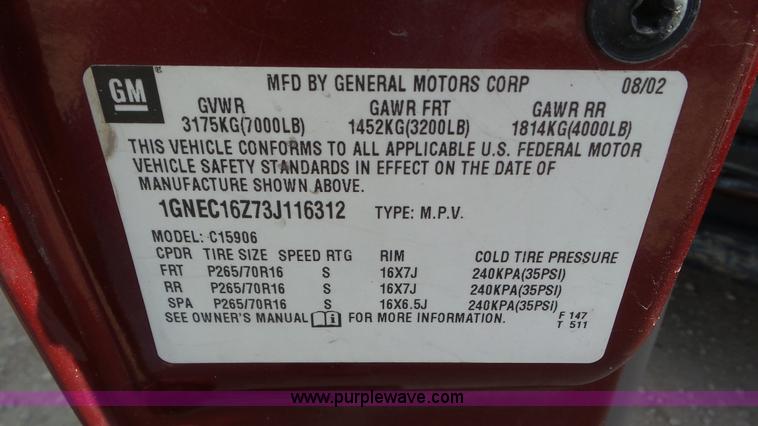 GM
MFD BY GENERAL MOTORS CORP 08/02
GVWR GAWR FRT GAWR RR
3175KG(7000LB) 1452KG(3200LB) 1814KG(4000LB)
THIS VEHICLE CONFORMS TO ALL APPLICABLE U.S. FEDERAL MOTOR
VEHICLE SAFETY STANDARDS IN EFFECT ON THE DATE OF
MANUFACTURE SHOWN ABOVE.
1GNEC16Z73J116312 TYPE: M.P.V.
MODEL: C15906
CPDR TIRE SIZE SPEED RTG RIM COLD TIRE PRESSURE
FRT P265/70R16 S 16X7J 240KPA(35PSI)
RR P265/70R16 S 16X7J 240KPA(35PSI)
SPA P265/70R16 S 16X6.5J 240KPA(35PSI)
SEE OWNER'S MANUAL FOR MORE INFORMATION. F 147
T 511
www.purplewave.com